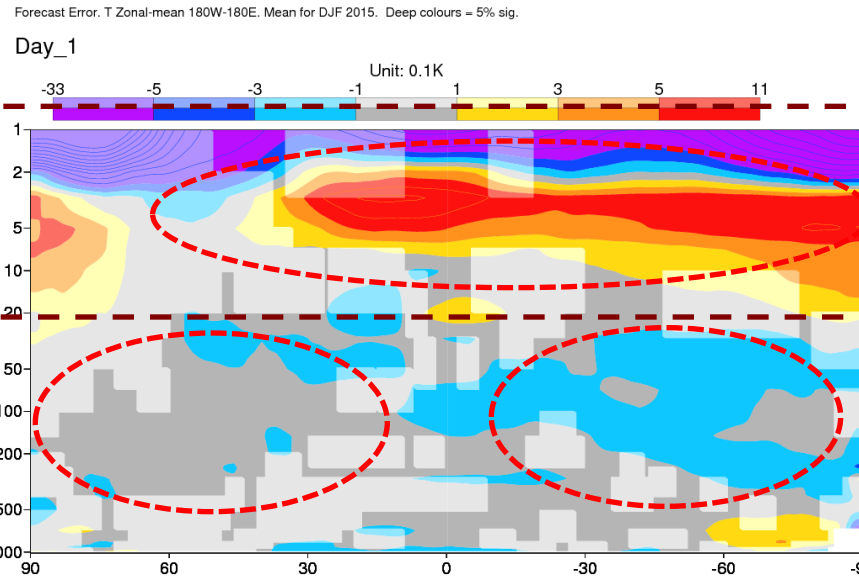 Forecast Error. T Zonal-mean 180W-180E. Mean for DJF 2015.  Deep colours = 5% sig.
Day_1
Unit: 0.1K
-33 -5 -3 -1 1 3 5 11
1
2
5
10
20
50
100
200
500
000
90 60 30 0 -30 -60 -9